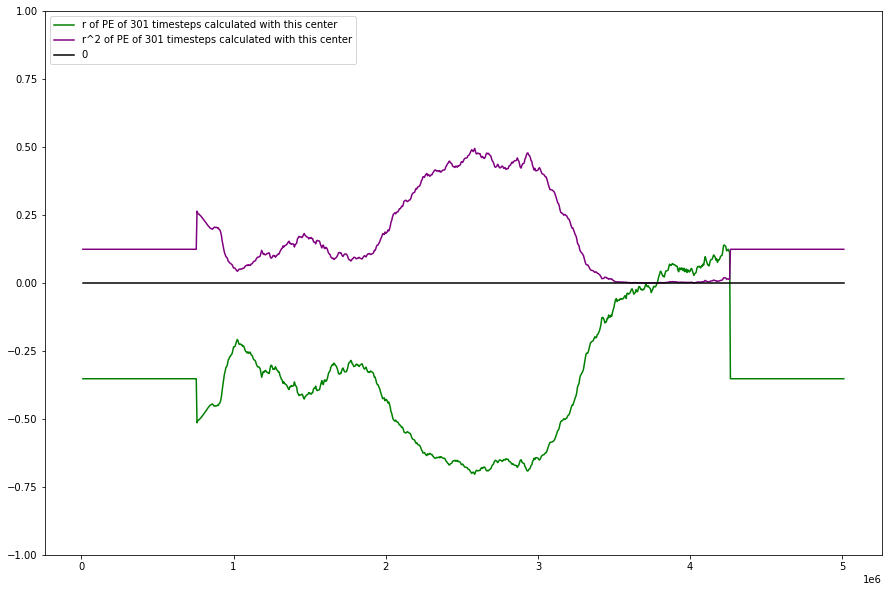 r of PE of 301 timesteps calculated with this center
r^2 of PE of 301 timesteps calculated with this center
0
1.00
0.75
0.50
0.25
0.00
−0.25
−0.50
−0.75
−1.00
0 1 2 3 4 5
1e6